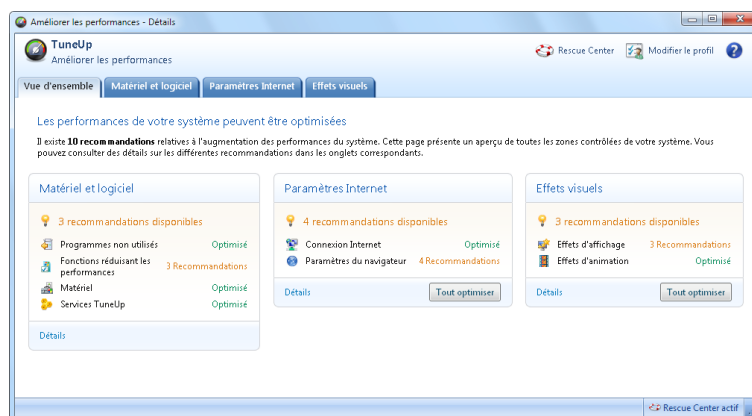 Améliorer les performances - Détails
TuneUp
Améliorer les performances
Rescue Center
Modifier le profil
Vue d'ensemble
Matériel et logiciel
Paramètres Internet
Effets visuels
Les performances de votre système peuvent être optimisées
Il existe 10 recommandations relatives à l'augmentation des performances du système. Cette page présente un aperçu de toutes les zones contrôlées de votre système. Vous
pouvez consulter des détails sur les différentes recommandations dans les onglets correspondants.
Matériel et logiciel
3 recommandations disponibles
Programmes non utilisés Optimisé
Fonctions réduisant les
performances
3 Recommandations
Matériel Optimisé
Services TuneUp Optimisé
Détails
Paramètres Internet
4 recommandations disponibles
Connexion Internet Optimisé
Paramètres du navigateur 4 Recommandations
Détails
Tout optimiser
Effets visuels
3 recommandations disponibles
Effets d'affichage 3 Recommandations
Effets d'animation Optimisé
Détails
Tout optimiser
Rescue Center actif